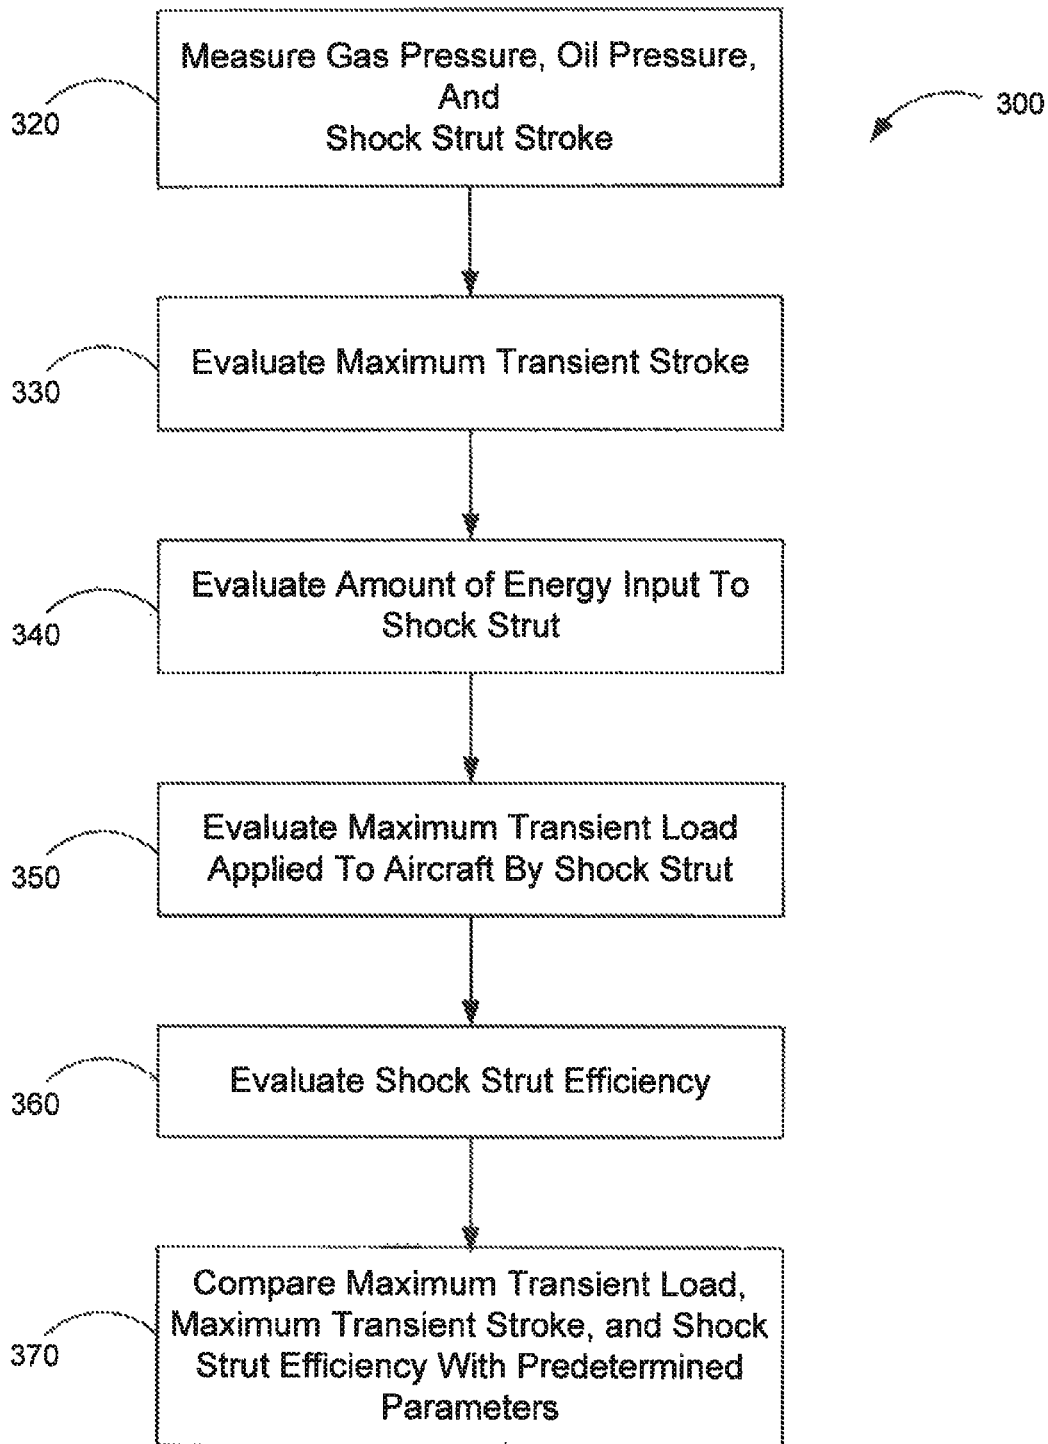 Measure Gas Pressure, Oil Pressure,
And
Shock Strut Stroke
320
300
Evaluate Maximum Transient Stroke
330
Evaluate Amount of Energy Input To
Shock Strut
340
Evaluate Maximum Transient Load
Applied To Aircraft By Shock Strut
350
Evaluate Shock Strut Efficiency
360
Compare Maximum Transient Load,
Maximum Transient Stroke, and Shock
Strut Efficiency With Predetermined
Parameters
370